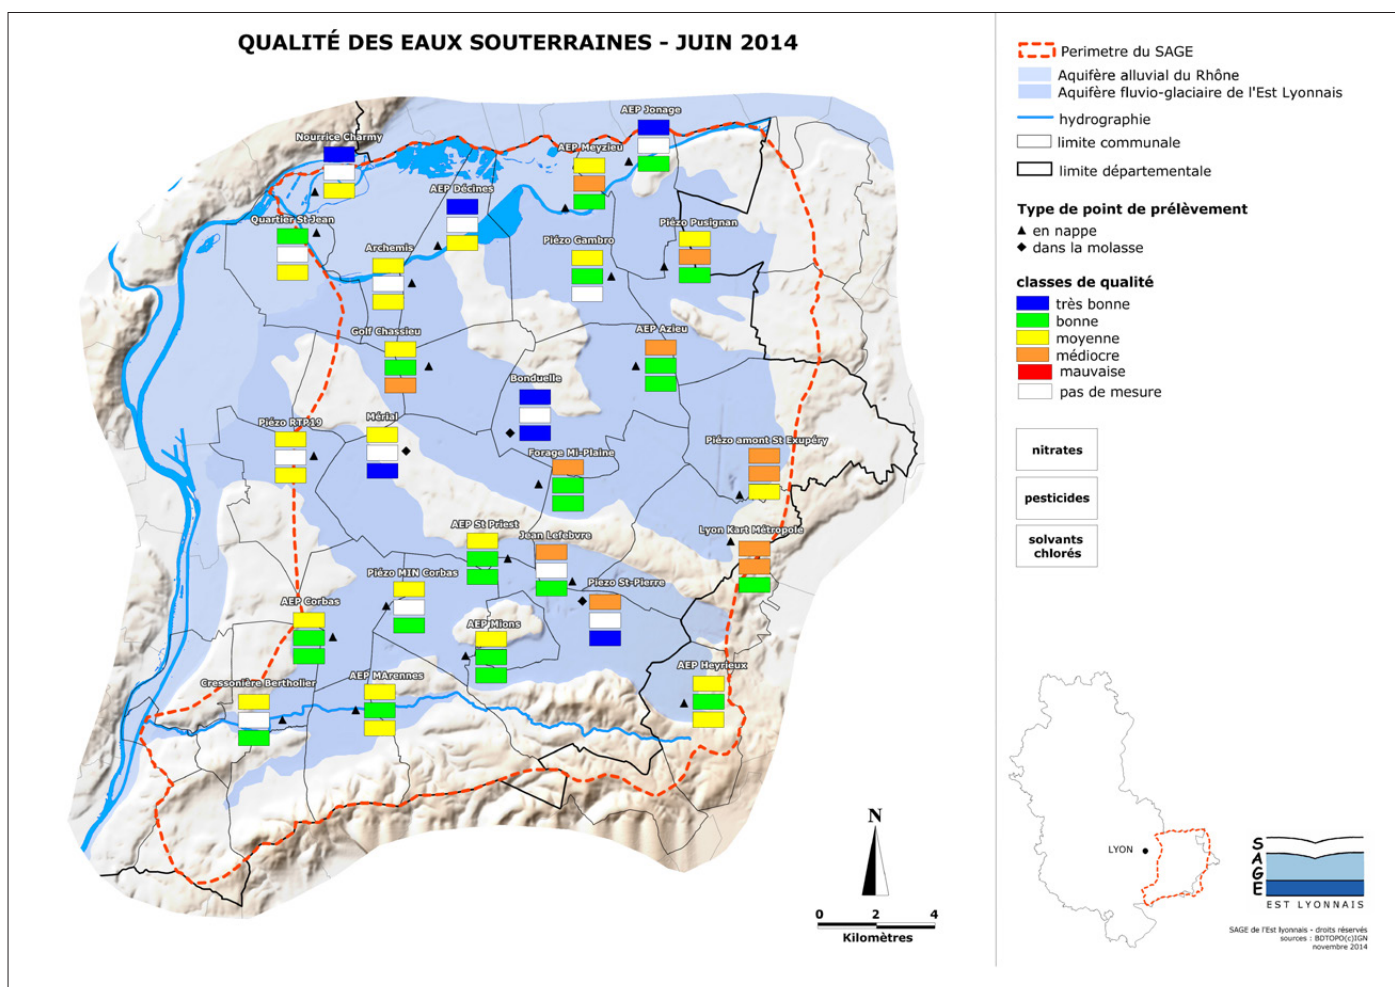 QUALITÉ DES EAUX SOUTERRAINES - JUIN 2014
AEP Jonage
Nourrice Charmy
AEP Meyzieu
AEP Décines
Quartier St-Jean
Piézo Pusignan
Archemis
Piézo Gambro
Golf Chassieu
AEP Azieu
Bonduelle
Piézo RTP19
Mérial
Piézo amont St Exupéry
Forage Mi-Plaine
AEP St Priest
Jean Lefebvre
Lyon Kart Métropole
Piézo MIN Corbas
Piezo St-Pierre
AEP Corbas
AEP Mions
AEP Heyrieux
Cressonière Bertholier
AEP MArennes
N
0 2 4
Kilomètres
Perimetre du SAGE
Aquifère alluvial du Rhône
Aquifère fluvio-glaciaire de l'Est Lyonnais
hydrographie
limite communale
limite départementale
Type de point de prélèvement
en nappe
dans la molasse
classes de qualité
très bonne
bonne
moyenne
médiocre
mauvaise
pas de mesure
nitrates
pesticides
solvants
chlorés
LYON
S
A
G
E
EST LYONNAIS
SAGE de l'Est lyonnais - droits réservés
sources : BDTOPO(c)IGN
novembre 2014